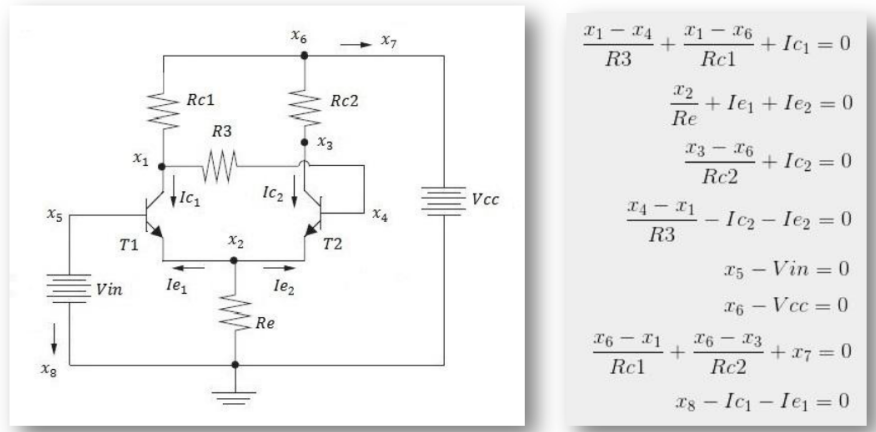 x₆
x₇
Rc1
Rc2
R3
x₃
x₁
Ic₁
Ic₂
Vcc
x₅
x₄
T1
x₂
T2
Vin
Ie₁
Ie₂
Re
x₈
(x₁ − x₄)/R3 + (x₁ − x₆)/Rc1 + Ic₁ = 0
x₂/Re + Ie₁ + Ie₂ = 0
(x₃ − x₆)/Rc2 + Ic₂ = 0
(x₄ − x₁)/R3 − Ic₂ − Ie₂ = 0
x₅ − Vin = 0
x₆ − Vcc = 0
(x₆ − x₁)/Rc1 + (x₆ − x₃)/Rc2 + x₇ = 0
x₈ − Ic₁ − Ie₁ = 0